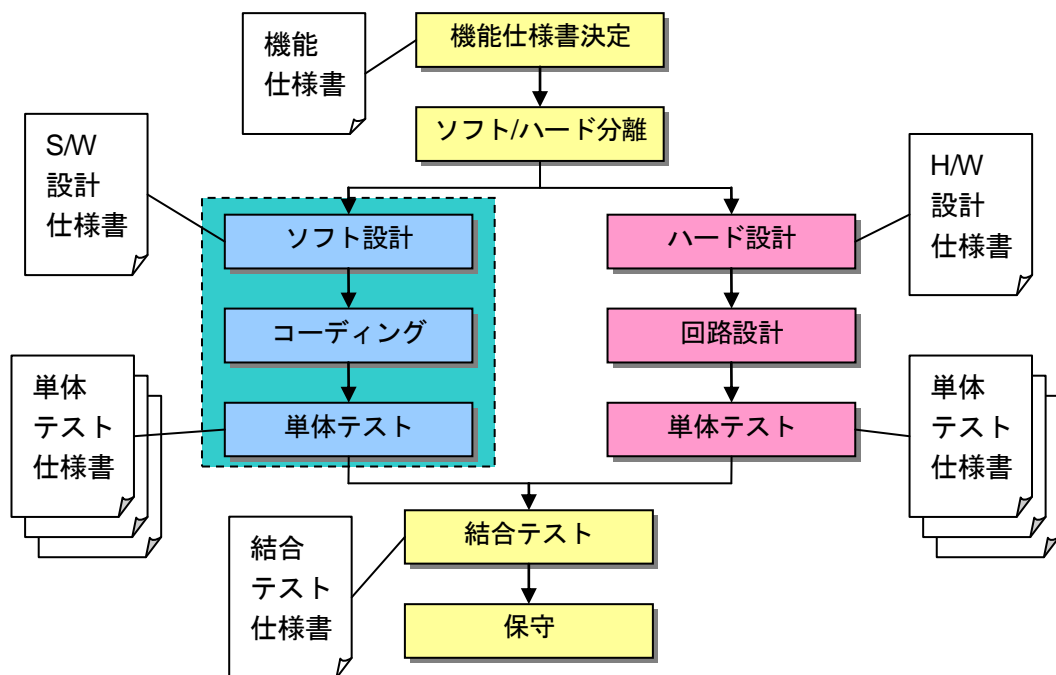 機能
仕様書
機能仕様書決定
ソフト/ハード分離
S/W
設計
仕様書
H/W
設計
仕様書
ソフト設計
ハード設計
コーディング
回路設計
単体
テスト
仕様書
単体テスト
単体テスト
単体
テスト
仕様書
結合
テスト
仕様書
結合テスト
保守